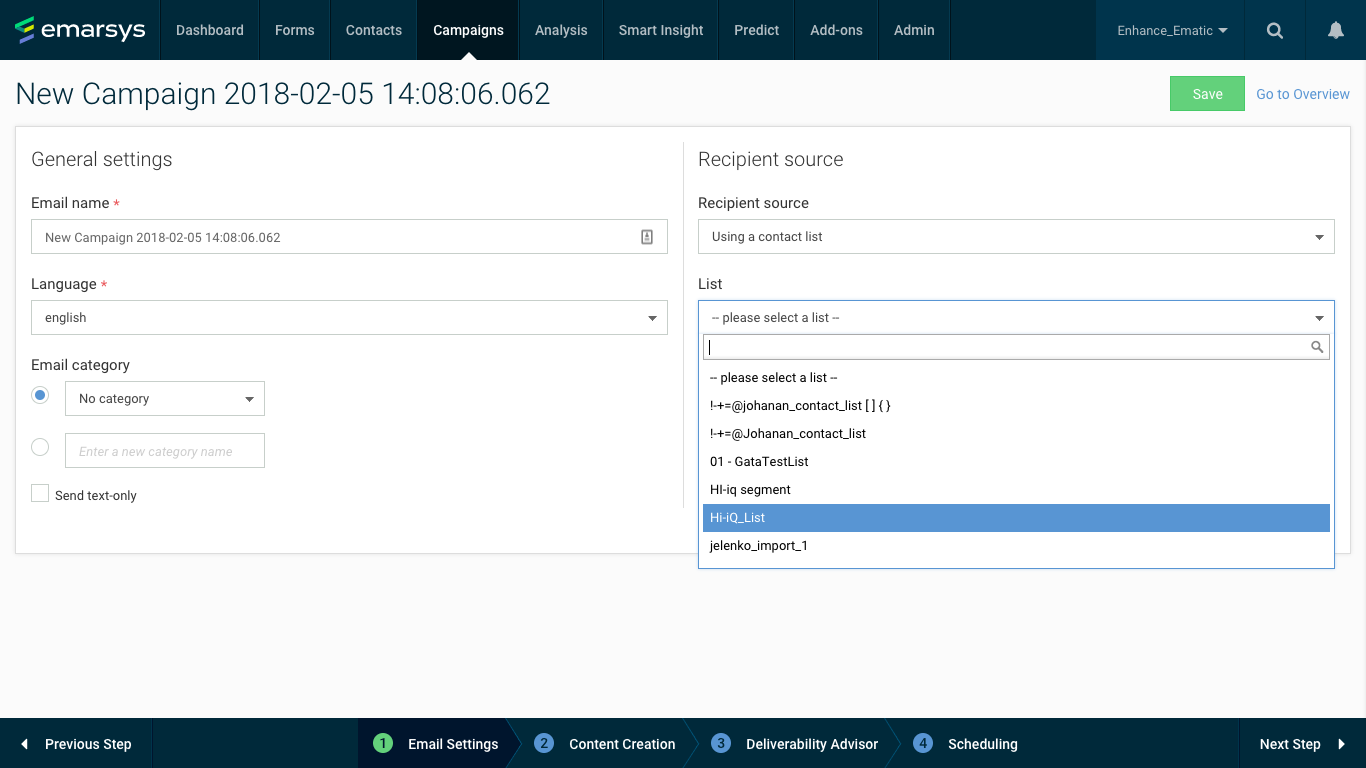 emarsys
Dashboard
Forms
Contacts
Campaigns
Analysis
Smart Insight
Predict
Add-ons
Admin
Enhance_Ematic
New Campaign 2018-02-05 14:08:06.062
Save
Go to Overview
General settings
Email name *
New Campaign 2018-02-05 14:08:06.062
Language *
english
Email category
No category
Enter a new category name
Send text-only
Recipient source
Recipient source
Using a contact list
List
-- please select a list --
-- please select a list --
!-+=@johanan_contact_list [ ] { }
!-+=@Johanan_contact_list
01 - GataTestList
HI-iq segment
Hi-iQ_List
jelenko_import_1
Previous Step
1 Email Settings
2 Content Creation
3 Deliverability Advisor
4 Scheduling
Next Step